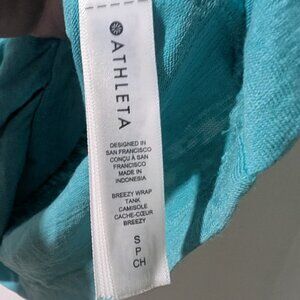 ATHLETA
DESIGNED IN
SAN FRANCISCO
CONÇU À SAN
FRANCISCO
MADE IN
INDONESIA
BREEZY WRAP
TANK
CAMISOLE
CACHE-CŒUR
BREEZY
S
P
CH